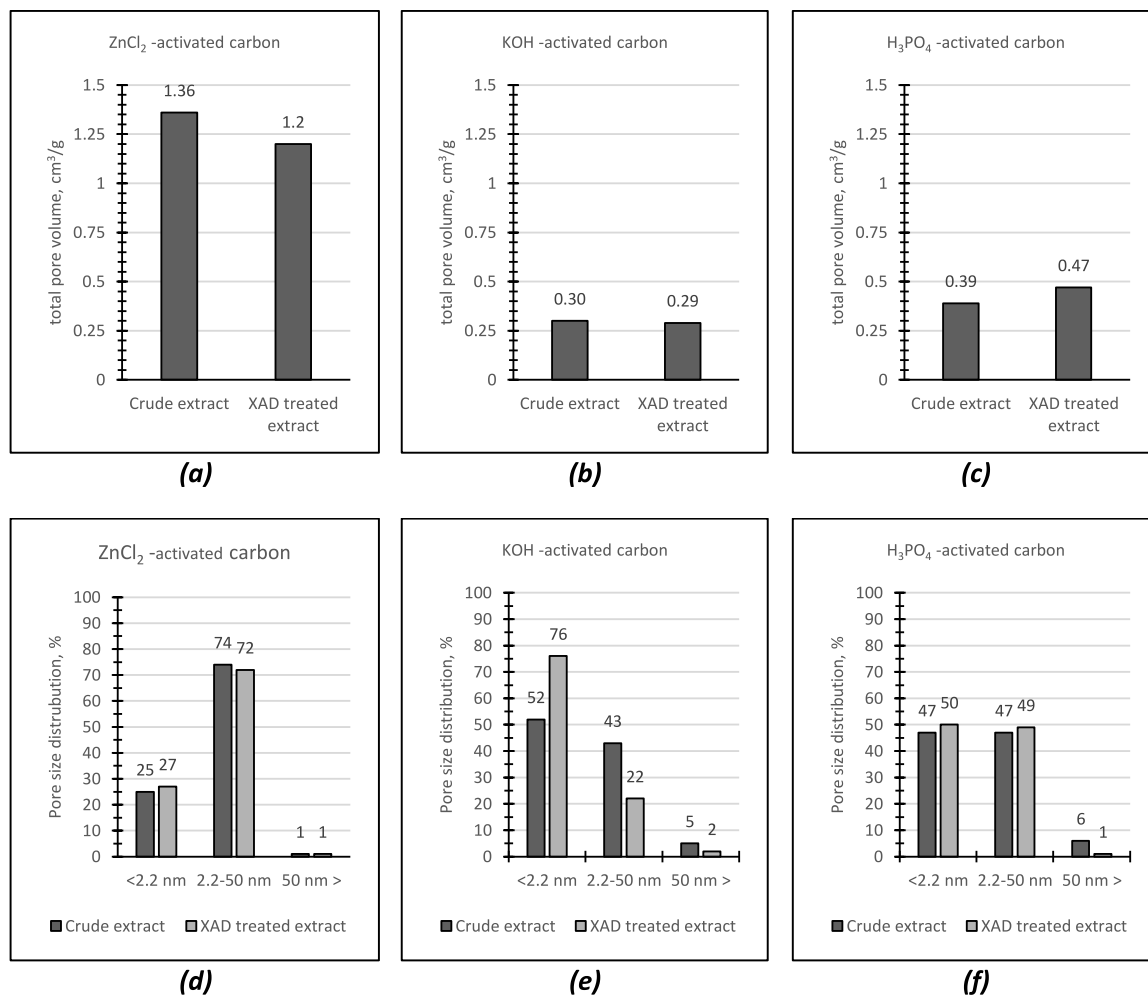 ZnCl₂ -activated carbon
total pore volume, cm³/g
1.5
1.25
1
0.75
0.5
0.25
0
1.36
1.2
Crude extract
XAD treated
extract
(a)
KOH -activated carbon
total pore volume, cm³/g
1.5
1.25
1
0.75
0.5
0.25
0
0.30
0.29
Crude extract
XAD treated
extract
(b)
H₃PO₄ -activated carbon
total pore volume, cm³/g
1.5
1.25
1
0.75
0.5
0.25
0
0.39
0.47
Crude extract
XAD treated
extract
(c)
ZnCl₂ -activated carbon
Pore size distrubution, %
100
90
80
70
60
50
40
30
20
10
0
25
27
74
72
1
1
<2.2 nm
2.2-50 nm
50 nm >
Crude extract
XAD treated extract
(d)
KOH -activated carbon
Pore size distribution, %
100
90
80
70
60
50
40
30
20
10
0
52
76
43
22
5
2
<2.2 nm
2.2-50 nm
50 nm >
Crude extract
XAD treated extract
(e)
H₃PO₄ -activated carbon
Pore size distribution, %
100
90
80
70
60
50
40
30
20
10
0
47
50
47
49
6
1
<2.2 nm
2.2-50 nm
50 nm >
Crude extract
XAD treated extract
(f)